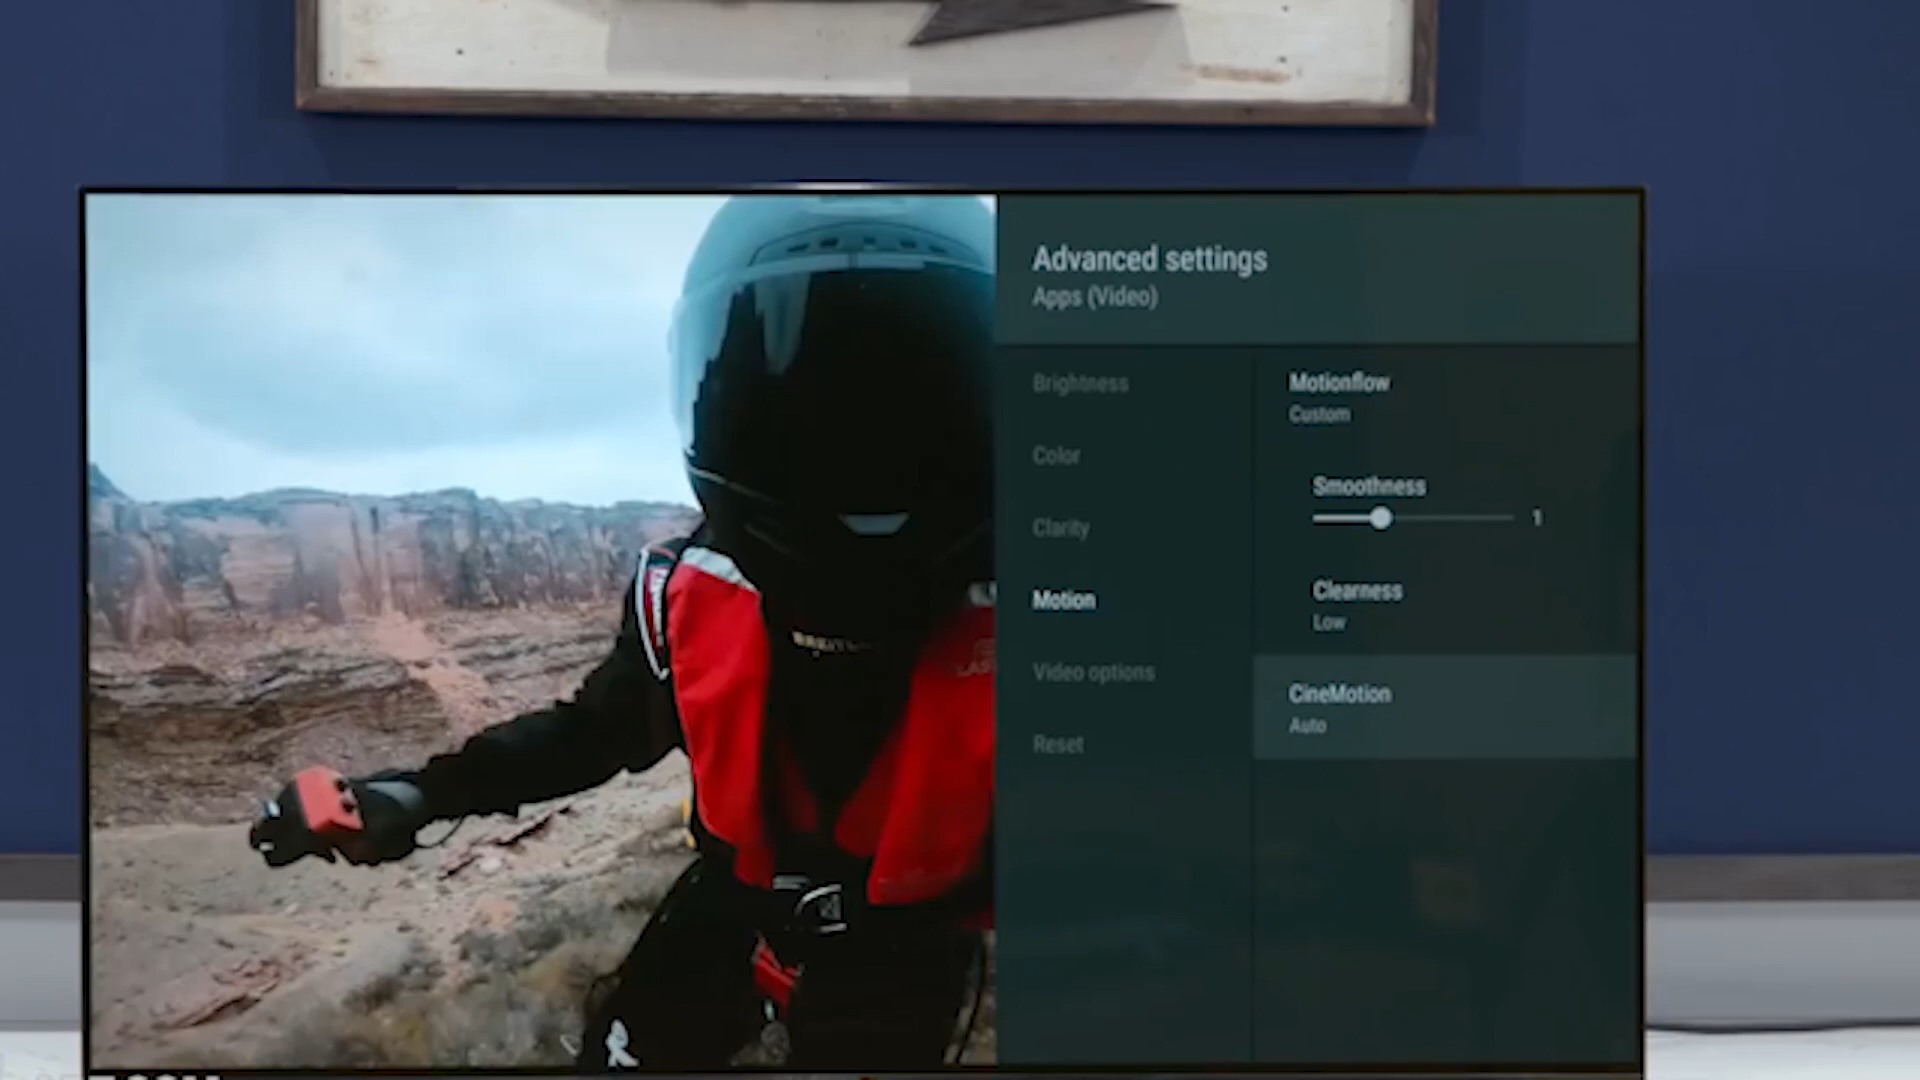 Advanced settings
Apps (Video)
Brightness
Color
Clarity
Motion
Video options
Reset
Motionflow
Custom
Smoothness
1
Clearness
Low
CineMotion
Auto